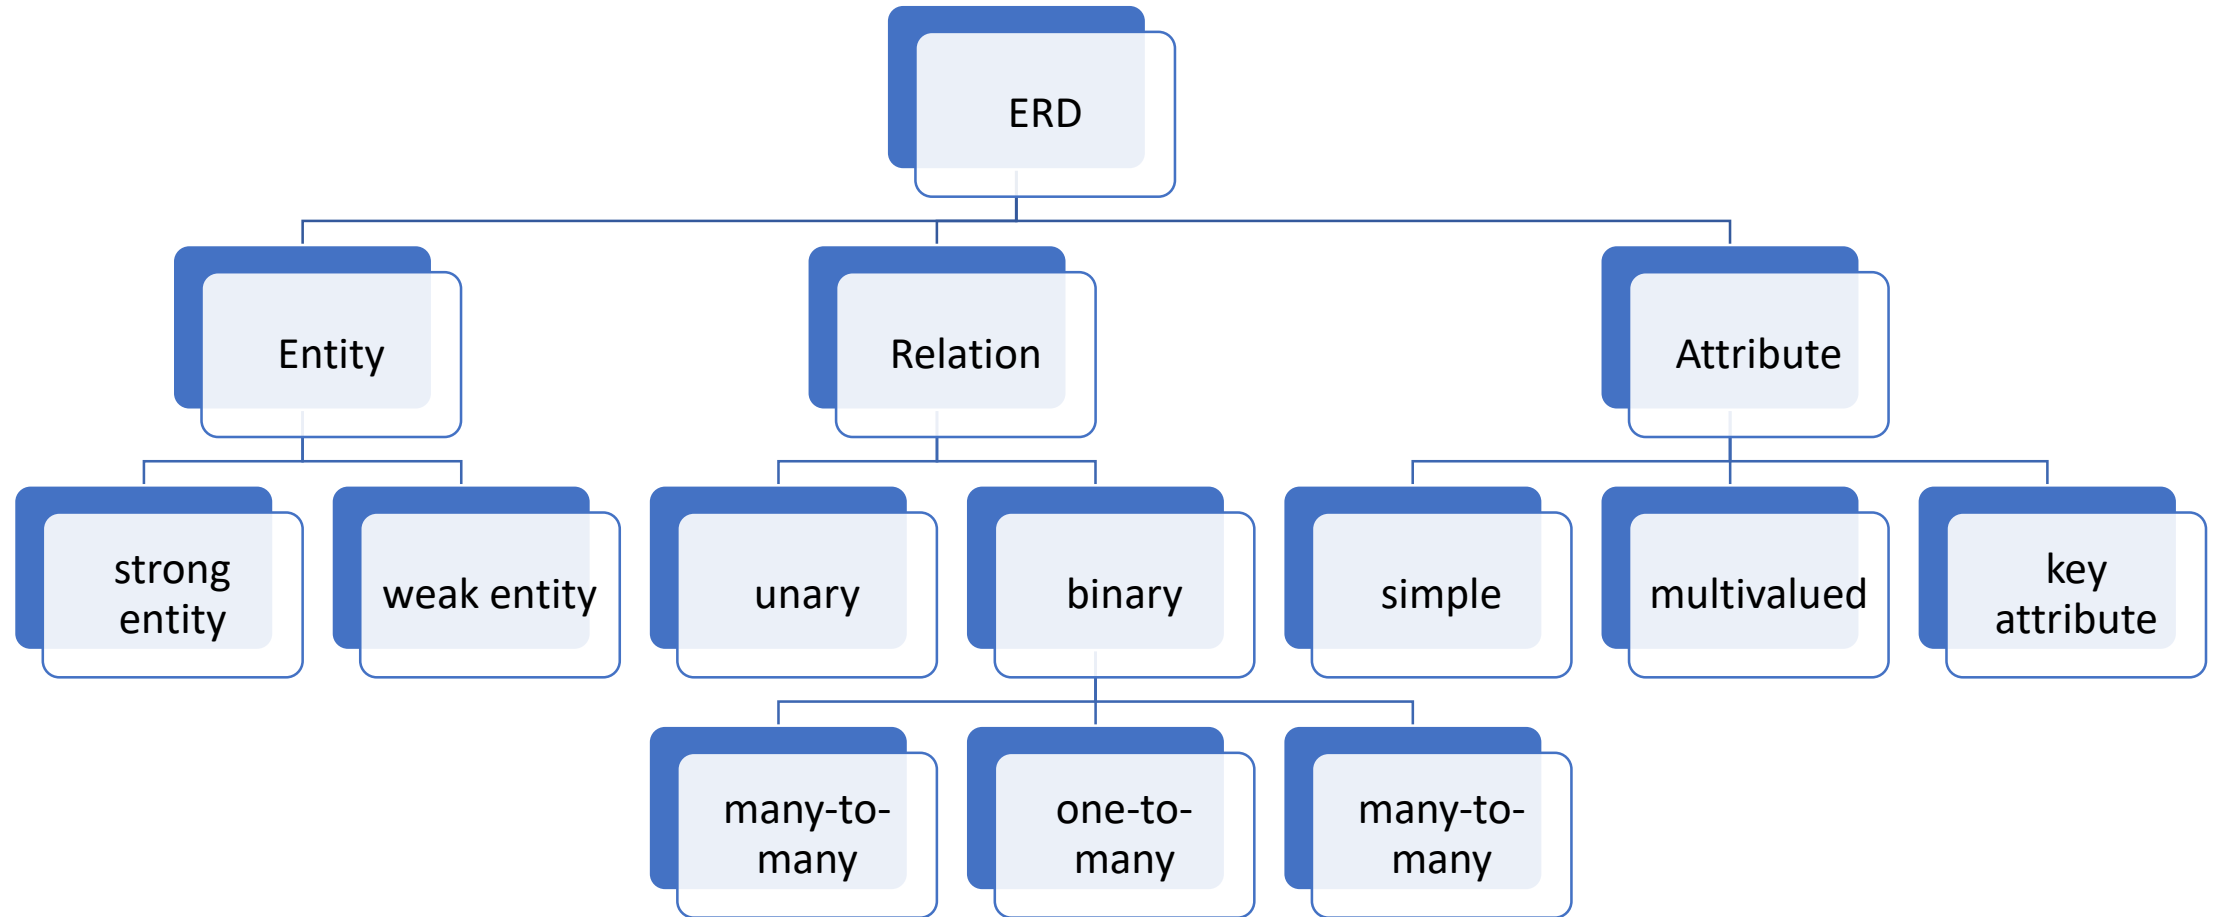 ERD
Entity
Relation
Attribute
strong
entity
weak entity
unary
binary
simple
multivalued
key
attribute
many-to-
many
one-to-
many
many-to-
many